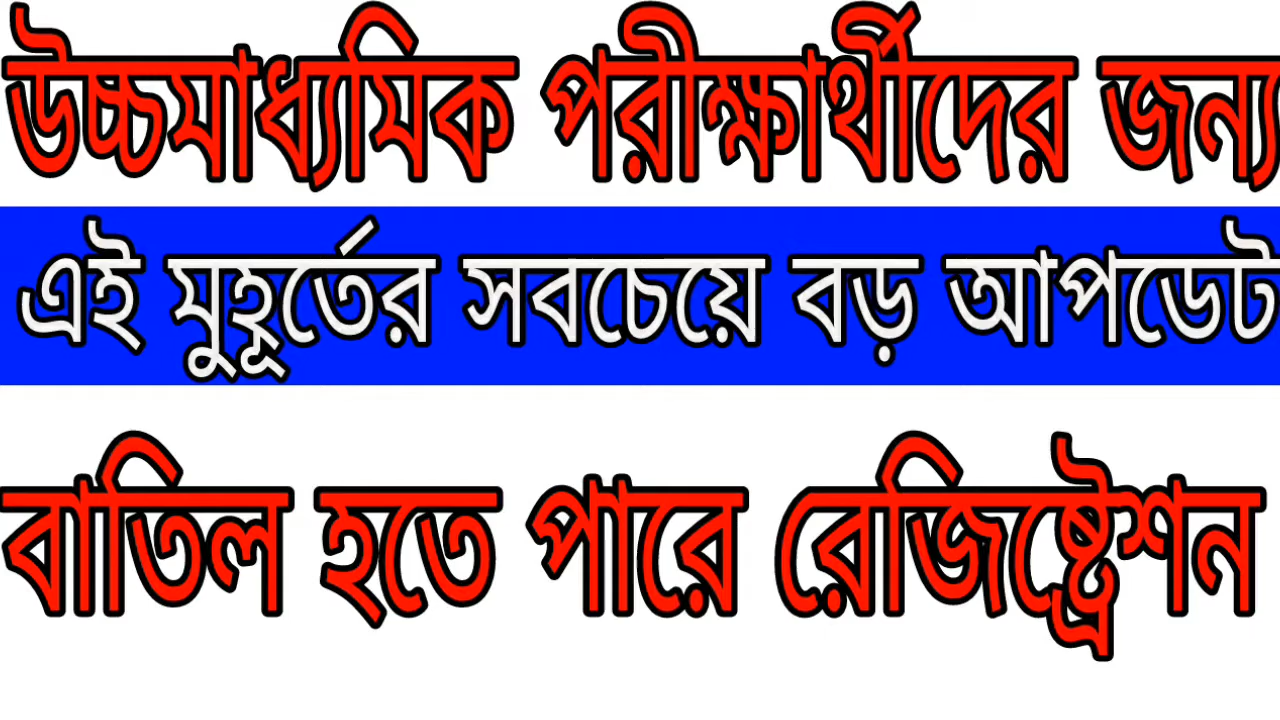 উচ্চমাধ্যমিক পরীক্ষার্থীদের জন্য
এই মুহূর্তের সবচেয়ে বড় আপডেট
বাতিল হতে পারে রেজিষ্ট্রেশন